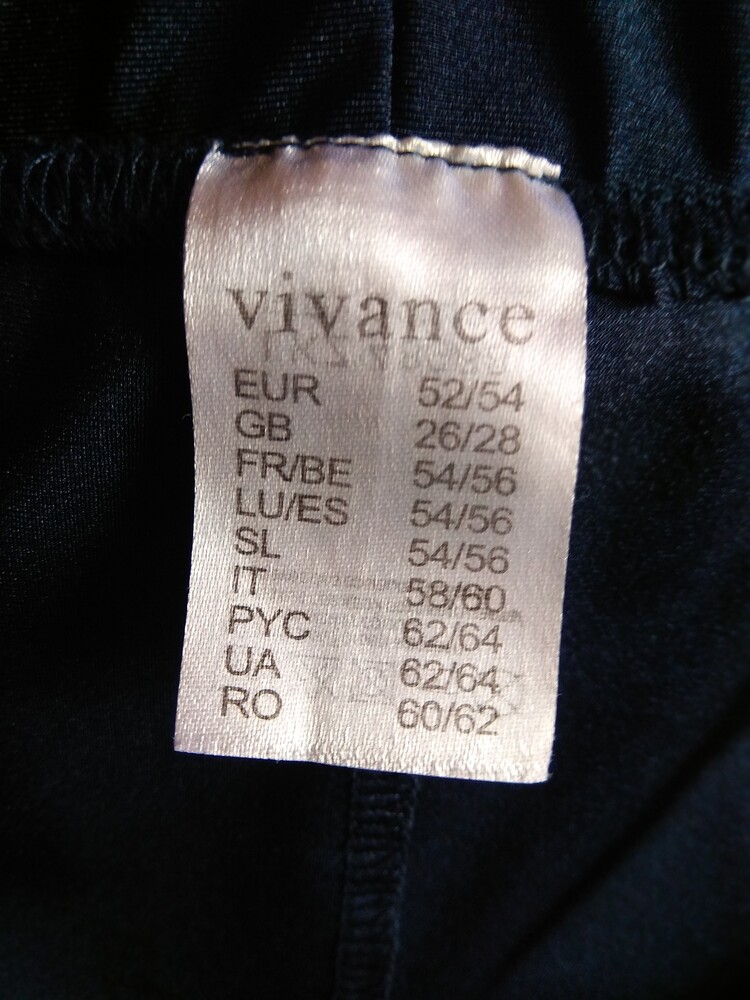 vivance
EUR 52/54
GB 26/28
FR/BE 54/56
LU/ES 54/56
SL 54/56
IT 58/60
PYC 62/64
UA 62/64
RO 60/62